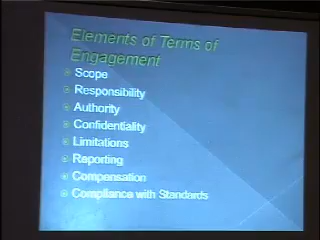 Elements of Terms of
Engagement
Scope
Responsibility
Authority
Confidentiality
Limitations
Reporting
Compensation
Compliance with Standards